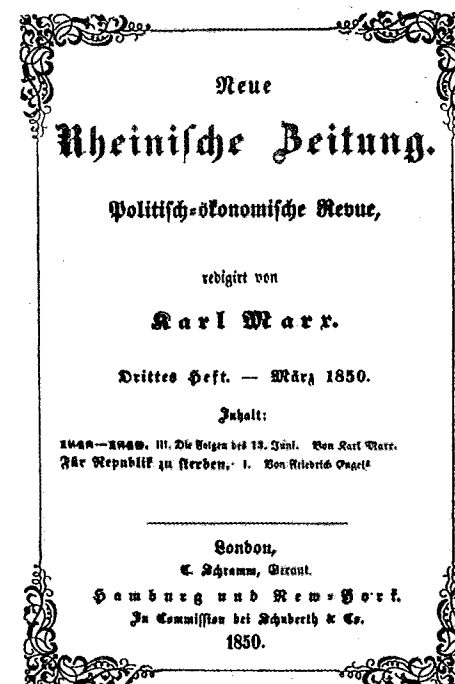 Neue
Rheinische Zeitung.
Politisch-ökonomische Revue,
redigirt von
Karl Marx.
Drittes Heft. — März 1850.
Inhalt:
1848—1849. III. Die Folgen des 13. Juni. Von Karl Marx.
Für Republik zu sterben. I. Von Friedrich Engels
London,
C. Schramm, Gérant.
Hamburg und New-York.
In Commission bei Schuberth & Co.
1850.